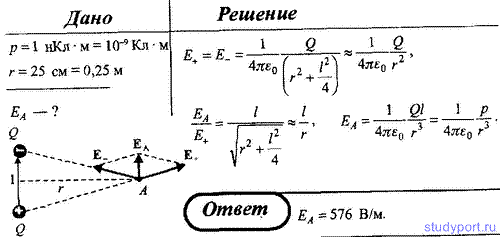 Дано
Решение
p = 1 нКл · м = 10⁻⁹ Кл · м
r = 25 см = 0,25 м
E_A — ?
E₊ = E₋ = 1/(4πε₀) Q/(r² + l²/4) ≈ 1/(4πε₀) Q/r²,
E_A/E₊ = l/√(r² + l²/4) ≈ l/r, E_A = 1/(4πε₀) Ql/r³ = 1/(4πε₀) p/r³.
Q
E₋ E_A E₊
l r A
Q
Ответ E_A = 576 В/м.
studyport.ru